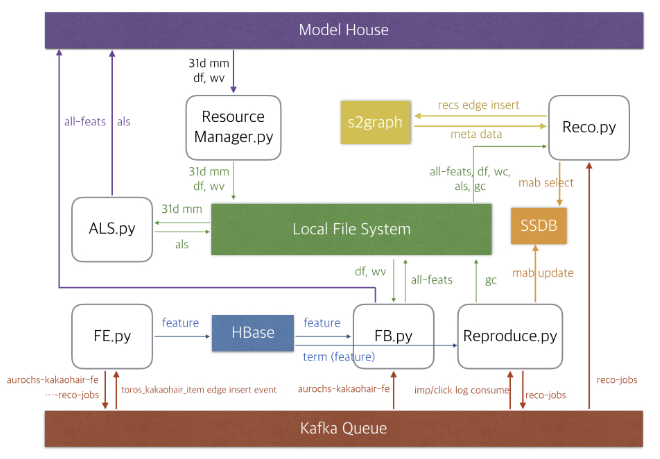 Model House
31d mm
df, wv
all-feats
als
Resource
Manager.py
s2graph
recs edge insert
meta data
Reco.py
31d mm
df, wv
all-feats, df, wc,
als, gc
mab select
31d mm
ALS.py
als
Local File System
SSDB
df, wv
all-feats
gc
mab update
FE.py
feature
HBase
feature
term (feature)
FB.py
Reproduce.py
aurochs-kakaohair-fe
····-reco-jobs
toros_kakaohair_item edge insert event
aurochs-kakaohair-fe
imp/click log consume
reco-jobs
reco-jobs
Kafka Queue